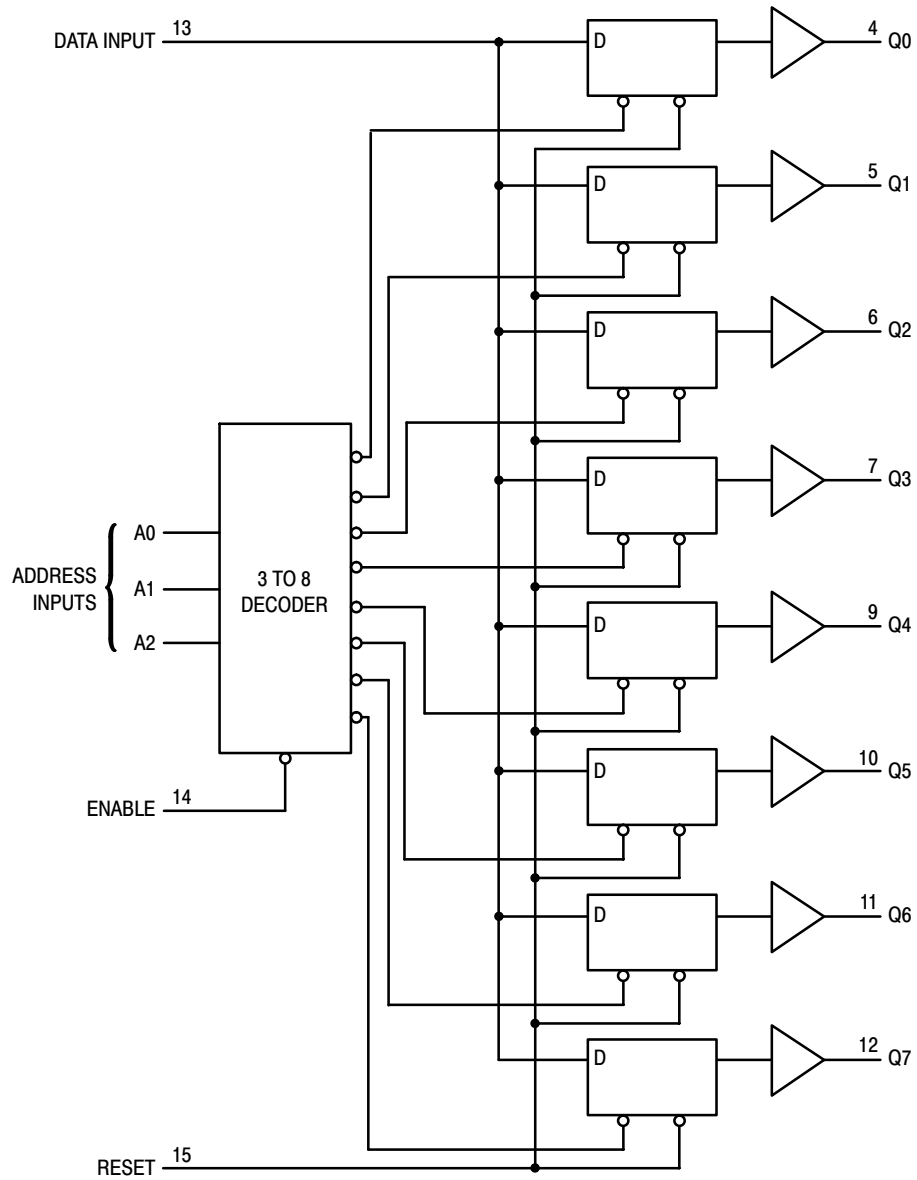 DATA INPUT 13
D
4 Q0
D
5 Q1
D
6 Q2
D
7 Q3
A0
ADDRESS
INPUTS
A1
A2
3 TO 8
DECODER
D
9 Q4
D
10 Q5
ENABLE 14
D
11 Q6
D
12 Q7
RESET 15